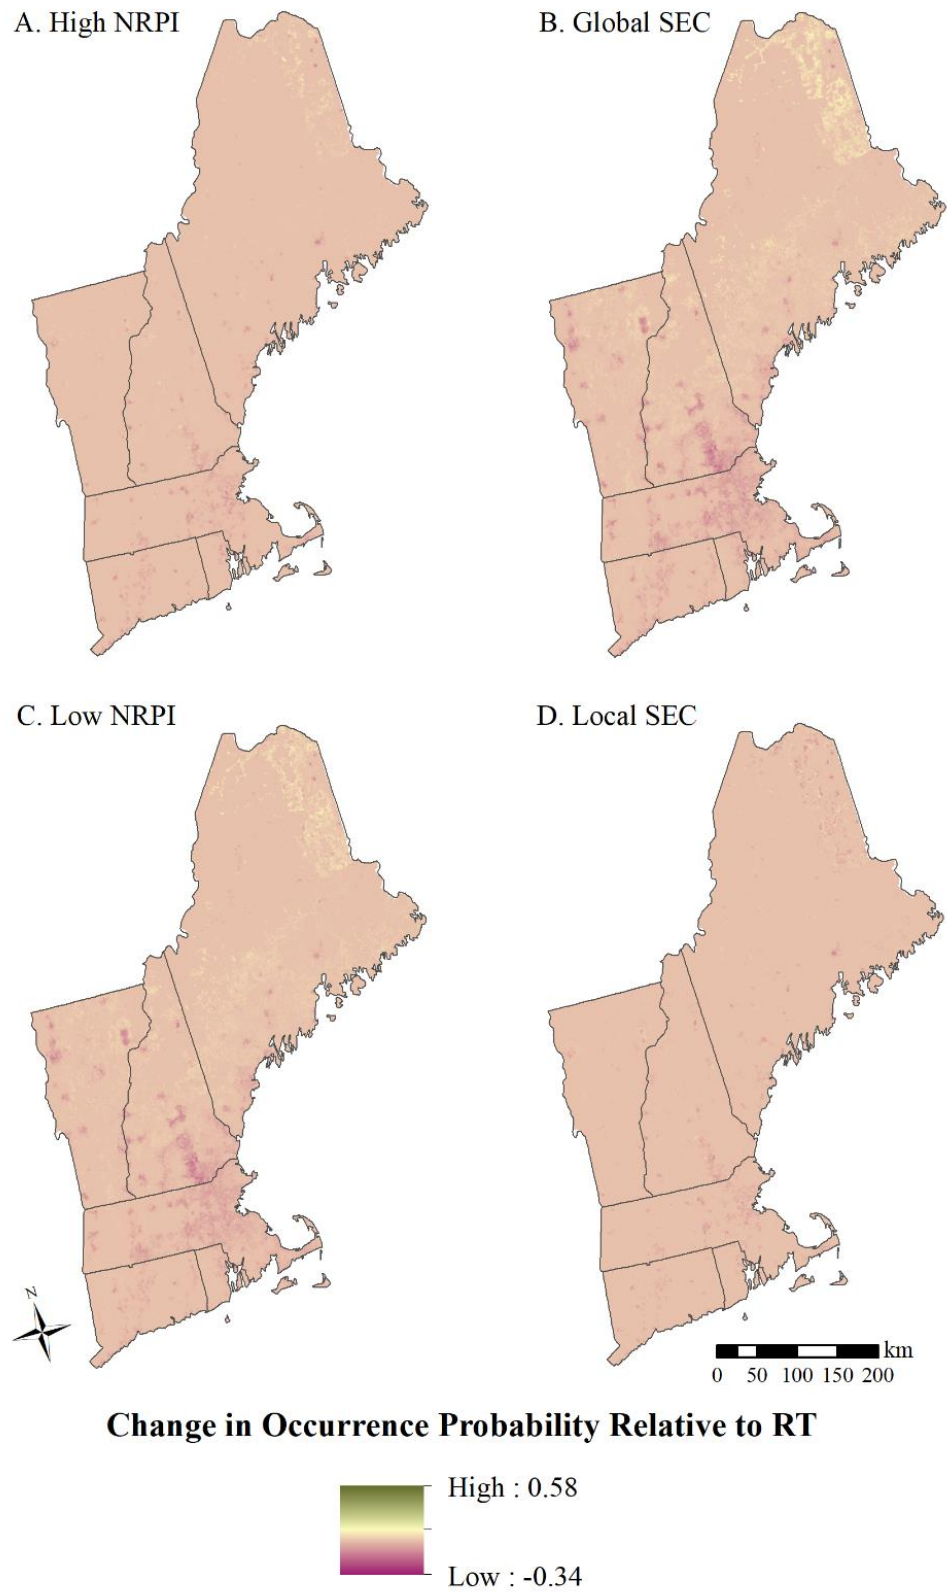 A. High NRPI
B. Global SEC
C. Low NRPI
D. Local SEC
N
km
0 50 100 150 200
Change in Occurrence Probability Relative to RT
High : 0.58
Low : -0.34